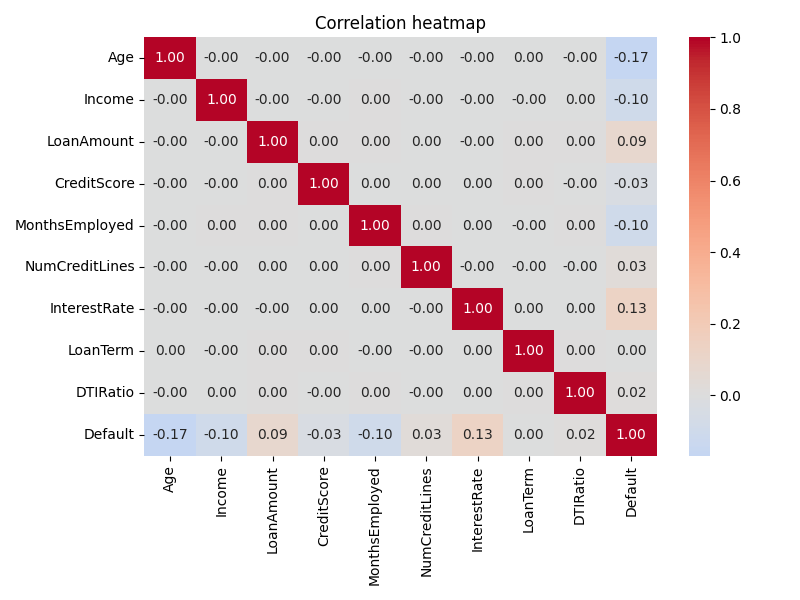 Correlation heatmap
Age 1.00 -0.00 -0.00 -0.00 -0.00 -0.00 -0.00 0.00 -0.00 -0.17
Income -0.00 1.00 -0.00 -0.00 0.00 -0.00 -0.00 -0.00 0.00 -0.10
LoanAmount -0.00 -0.00 1.00 0.00 0.00 0.00 -0.00 0.00 0.00 0.09
CreditScore -0.00 -0.00 0.00 1.00 0.00 0.00 0.00 0.00 -0.00 -0.03
MonthsEmployed -0.00 0.00 0.00 0.00 1.00 0.00 0.00 -0.00 0.00 -0.10
NumCreditLines -0.00 -0.00 0.00 0.00 0.00 1.00 -0.00 -0.00 -0.00 0.03
InterestRate -0.00 -0.00 -0.00 0.00 0.00 -0.00 1.00 0.00 0.00 0.13
LoanTerm 0.00 -0.00 0.00 0.00 -0.00 -0.00 0.00 1.00 0.00 0.00
DTIRatio -0.00 0.00 0.00 -0.00 0.00 -0.00 0.00 0.00 1.00 0.02
Default -0.17 -0.10 0.09 -0.03 -0.10 0.03 0.13 0.00 0.02 1.00
Age Income LoanAmount CreditScore MonthsEmployed NumCreditLines InterestRate LoanTerm DTIRatio Default
1.0
0.8
0.6
0.4
0.2
0.0